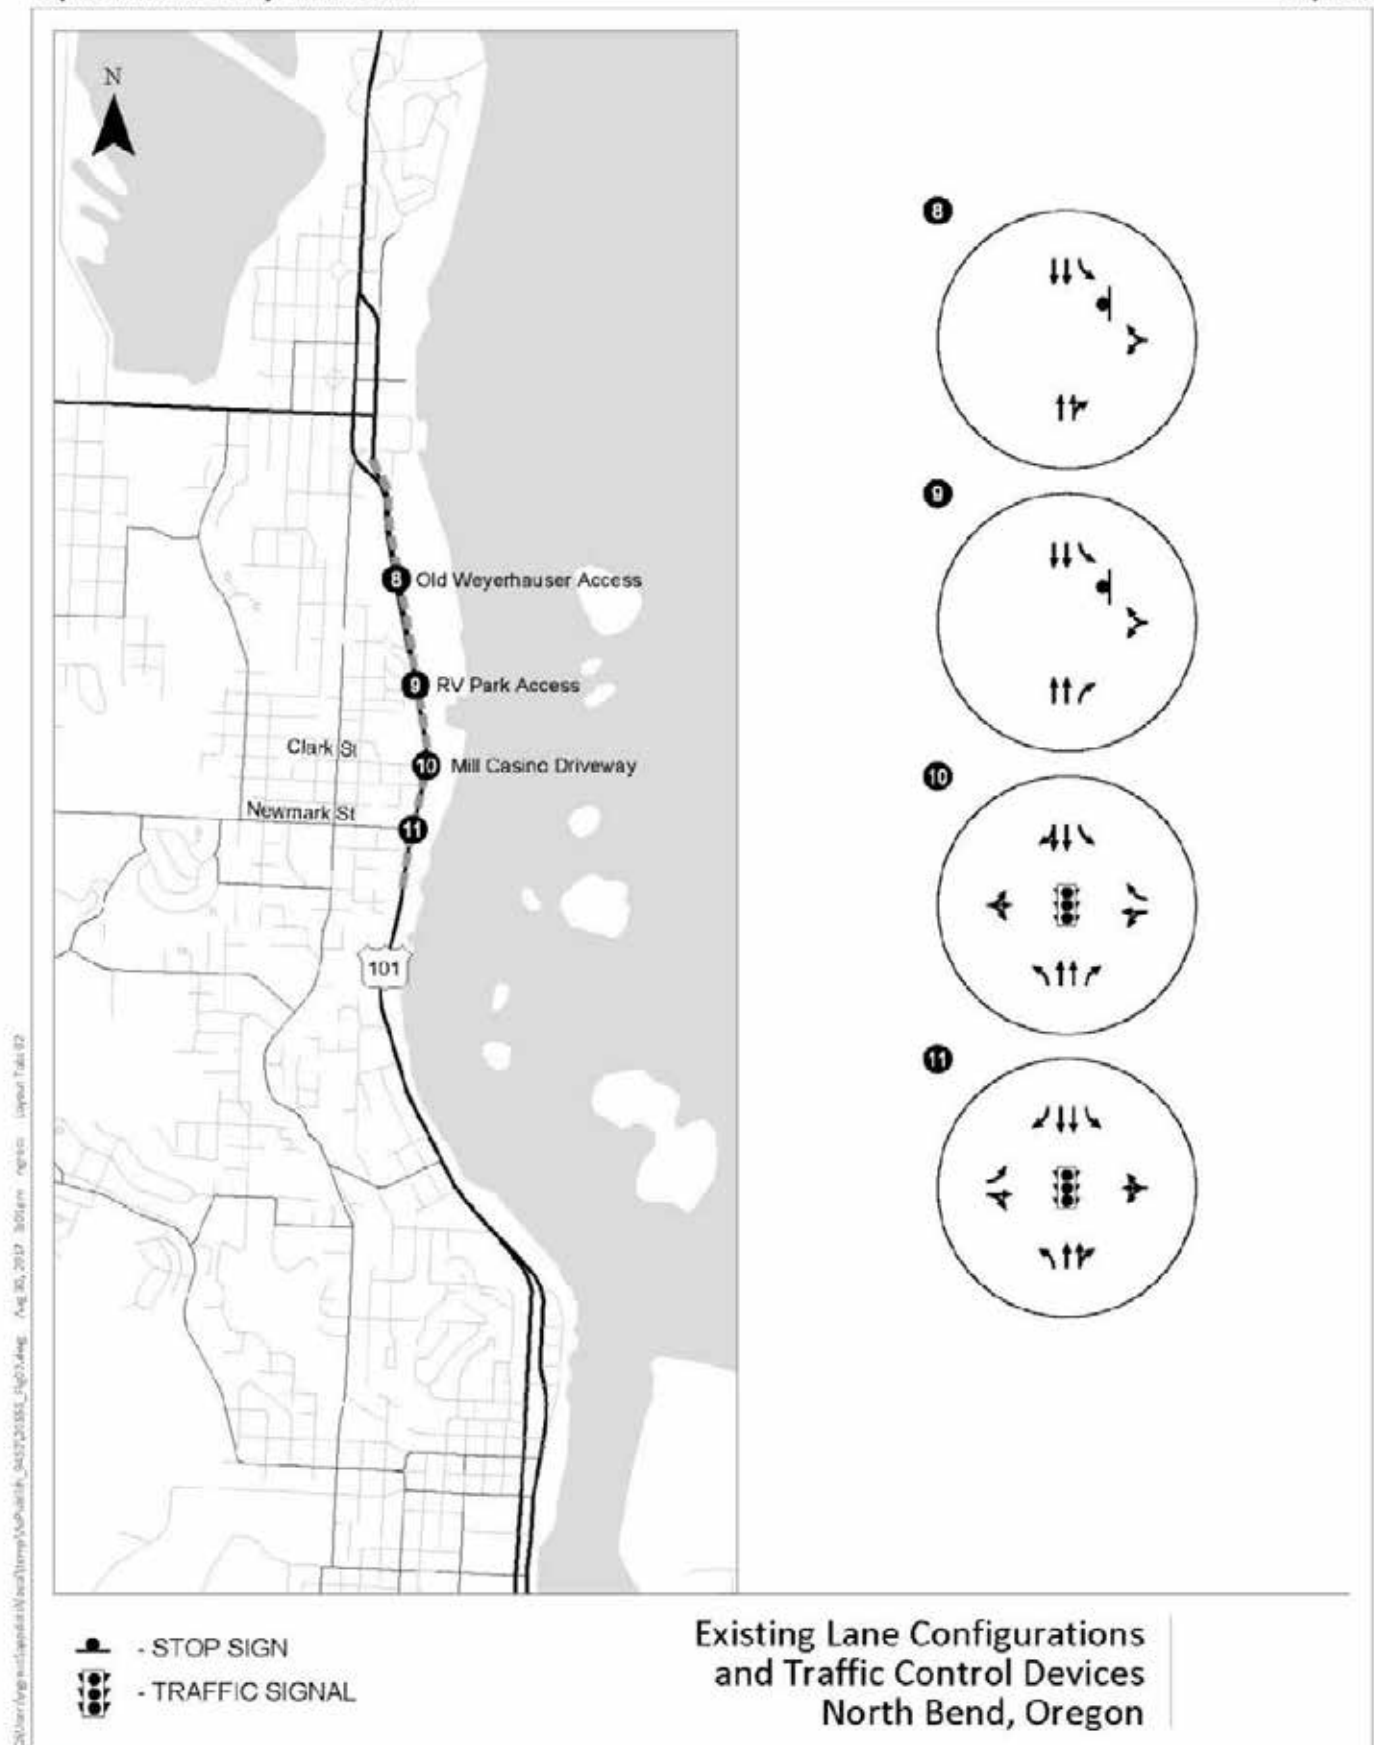 N
8 Old Weyerhauser Access
9 RV Park Access
Clark St
10 Mill Casino Driveway
Newmark St
11
101
8
9
10
11
- STOP SIGN
- TRAFFIC SIGNAL
Existing Lane Configurations
and Traffic Control Devices
North Bend, Oregon